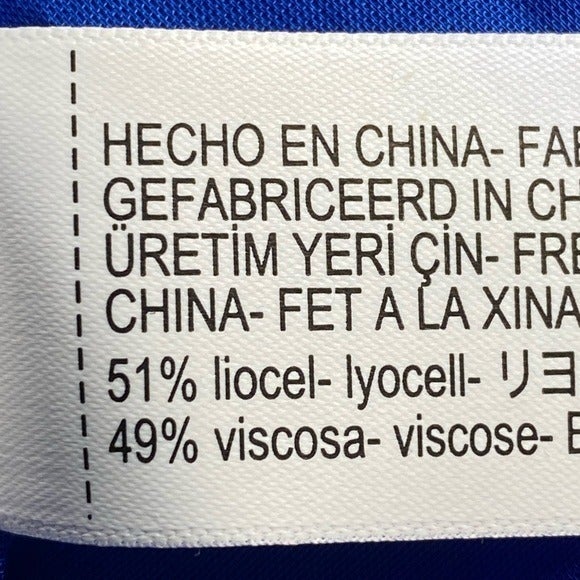 HECHO EN CHINA- FAB
GEFABRICEERD IN CH
ÜRETİM YERİ ÇİN- FRE
CHINA- FET A LA XINA
51% liocel- lyocell- リヨ
49% viscosa- viscose-